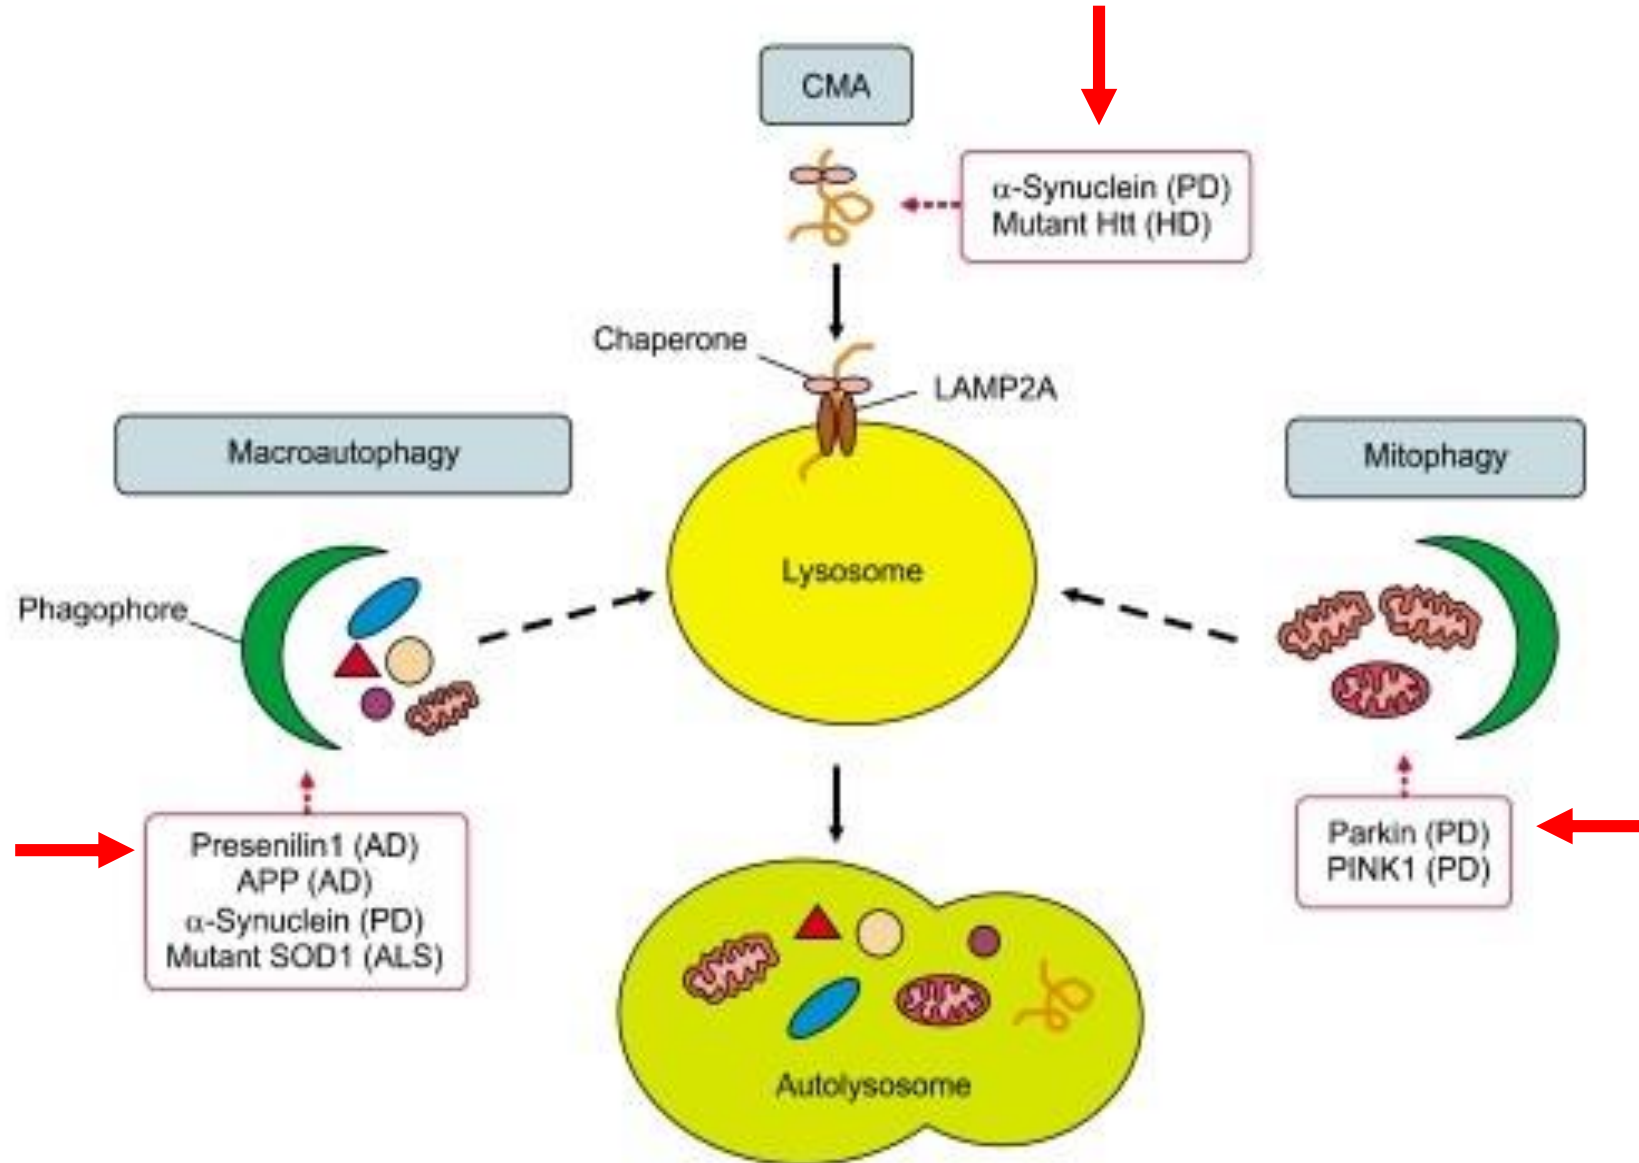 CMA
α-Synuclein (PD)
Mutant Htt (HD)
Chaperone
LAMP2A
Macroautophagy
Mitophagy
Lysosome
Phagophore
Presenilin1 (AD)
APP (AD)
α-Synuclein (PD)
Mutant SOD1 (ALS)
Parkin (PD)
PINK1 (PD)
Autolysosome